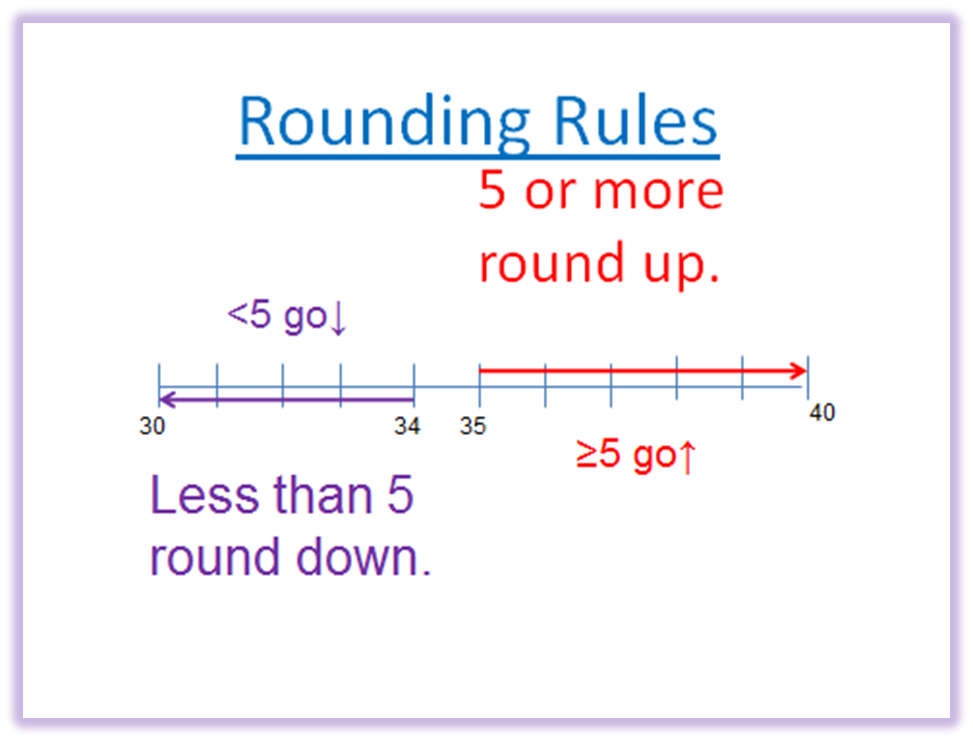 Rounding Rules
5 or more
round up.
<5 go↓
30
34
35
40
≥5 go↑
Less than 5
round down.